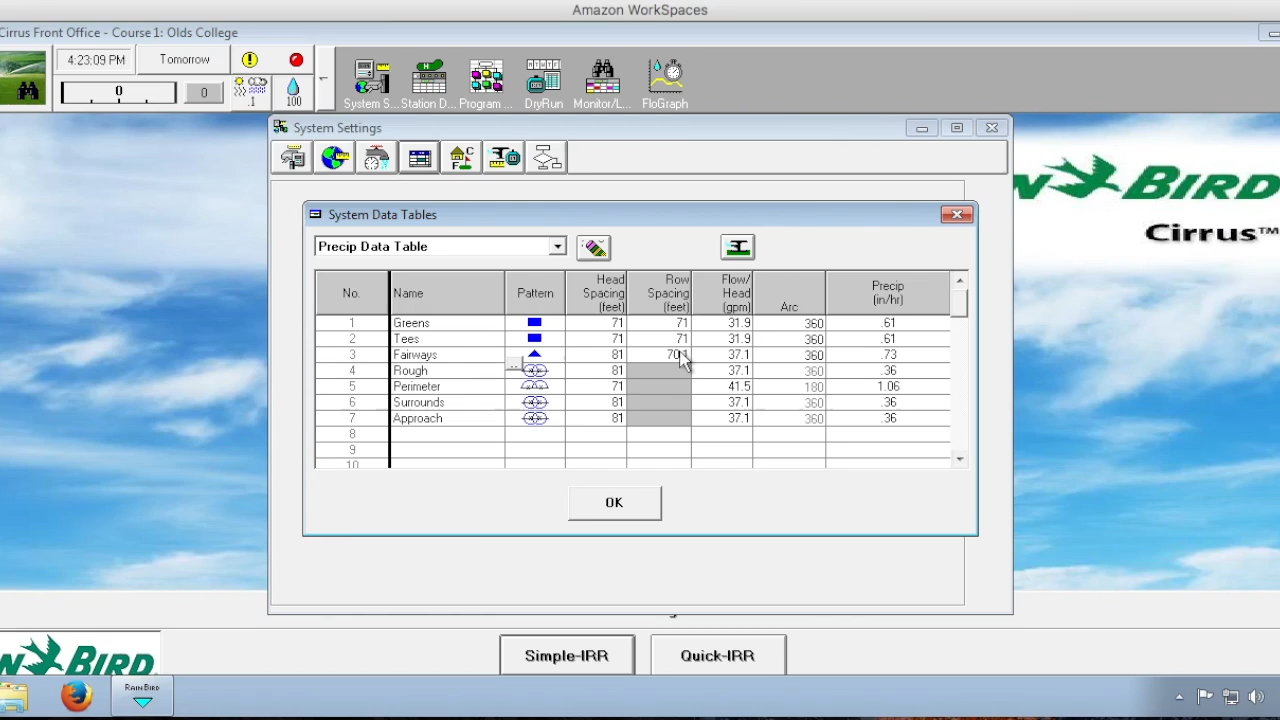 Amazon WorkSpaces
Cirrus Front Office - Course 1: Olds College
4:23:09 PM
Tomorrow
0
0
.1
100
System S... Station D... Program ... DryRun Monitor/L... FloGraph
System Settings
System Data Tables
Precip Data Table
No. Name Pattern Head Spacing (feet) Row Spacing (feet) Flow/ Head (gpm) Arc Precip (in/hr)
1 Greens 71 71 31.9 360 .61
2 Tees 71 71 31.9 360 .61
3 Fairways 81 37.1 360 .73
4 Rough 81 37.1 360 .36
5 Perimeter 71 41.5 180 1.06
6 Surrounds 81 37.1 360 .36
7 Approach 81 37.1 360 .36
8
9
10
OK
N BIRD
Cirrus™
N BIRD
Simple-IRR
Quick-IRR
RAIN BIRD